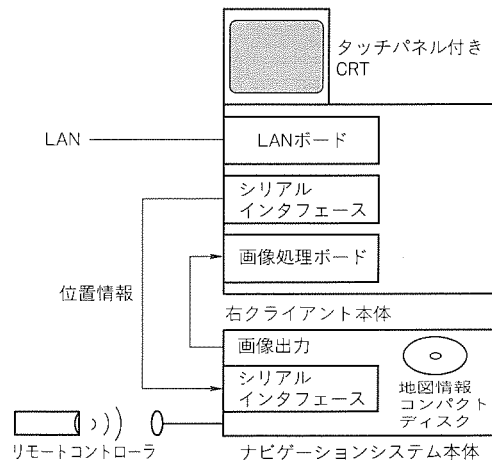 タッチパネル付き
CRT
LAN
LANボード
シリアル
インタフェース
画像処理ボード
位置情報
右クライアント本体
画像出力
シリアル
インタフェース
地図情報
コンパクト
ディスク
リモートコントローラ
ナビゲーションシステム本体